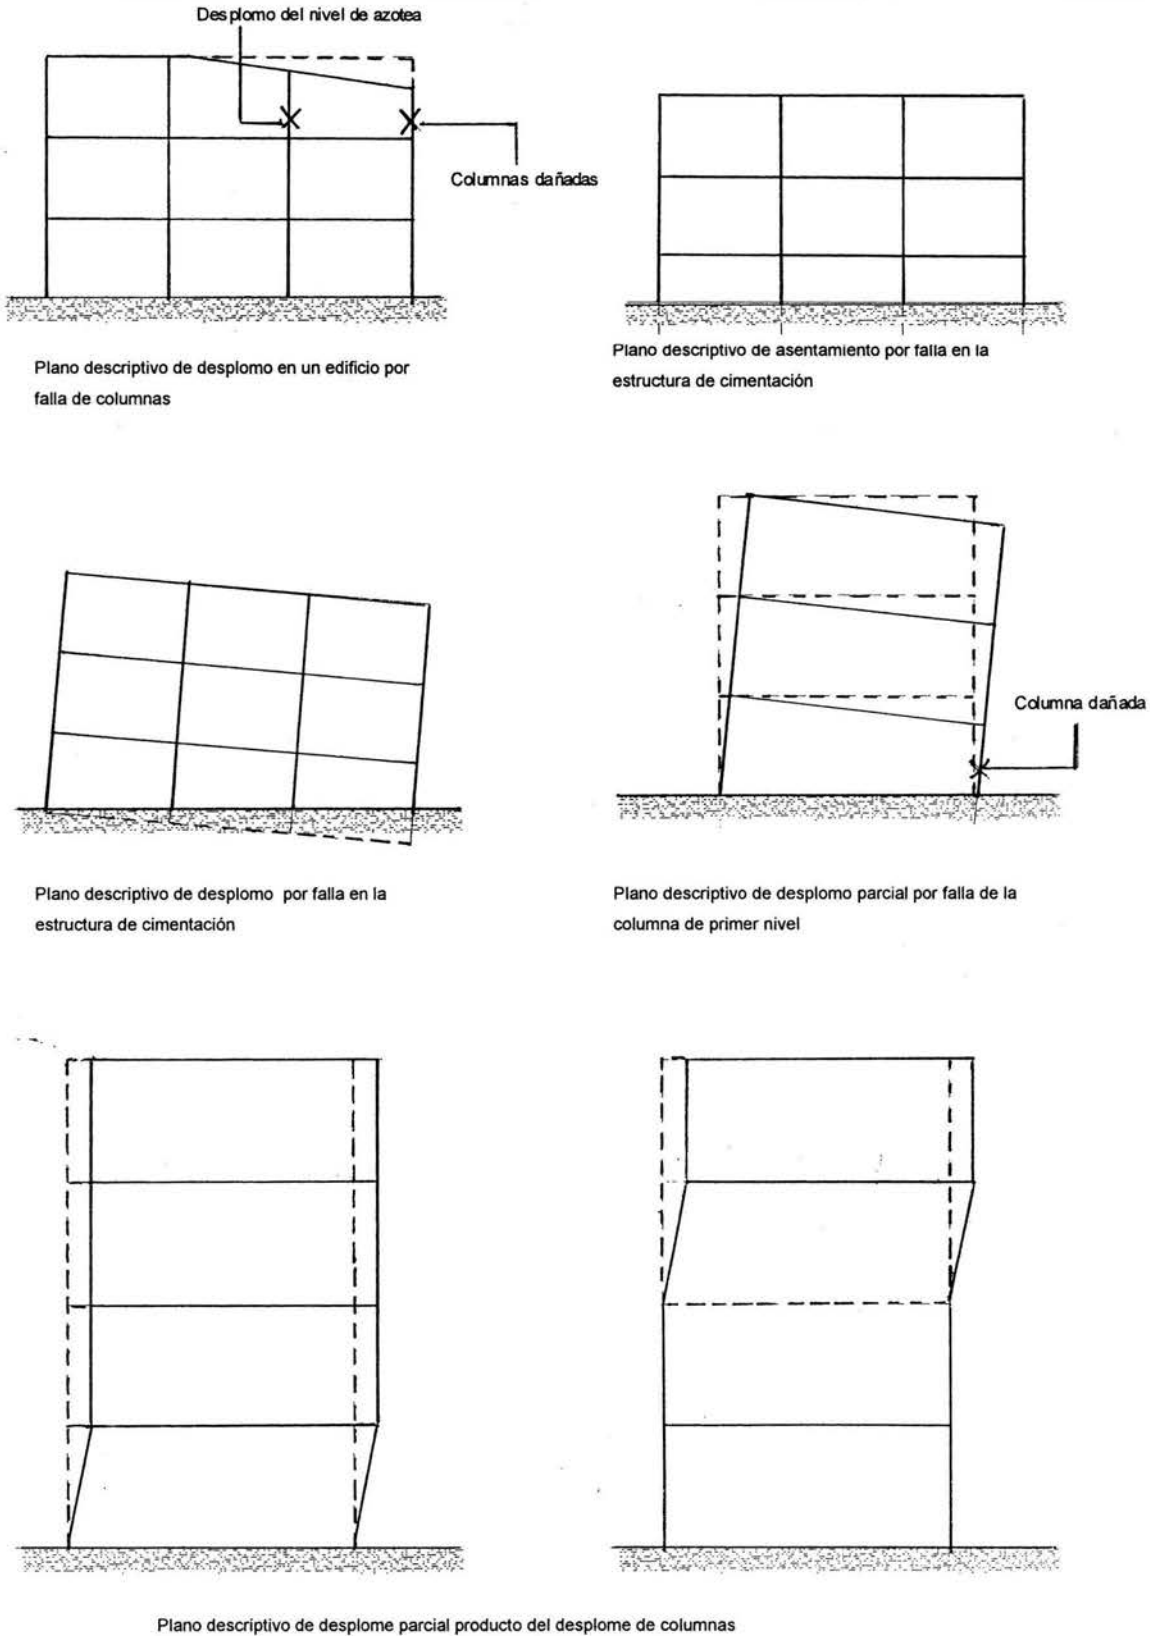 Desplomo del nivel de azotea
Columnas dañadas
Plano descriptivo de desplomo en un edificio por
falla de columnas
Plano descriptivo de asentamiento por falla en la
estructura de cimentación
Columna dañada
Plano descriptivo de desplomo por falla en la
estructura de cimentación
Plano descriptivo de desplomo parcial por falla de la
columna de primer nivel
Plano descriptivo de desplome parcial producto del desplome de columnas